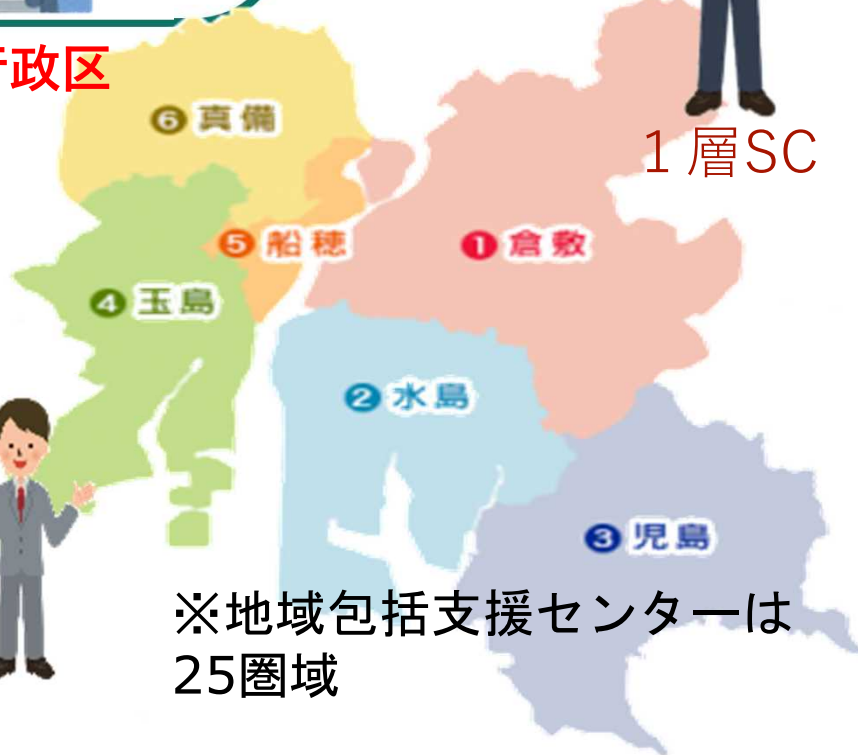 行政区
⑥ 真備
1層SC
⑤ 船穂
① 倉敷
④ 玉島
② 水島
③ 児島
※地域包括支援センターは
25圏域